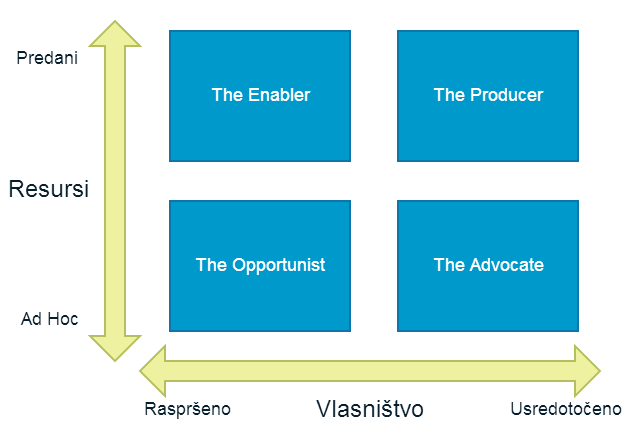 Predani
The Enabler
The Producer
Resursi
The Opportunist
The Advocate
Ad Hoc
Raspršeno
Vlasništvo
Usredotočeno